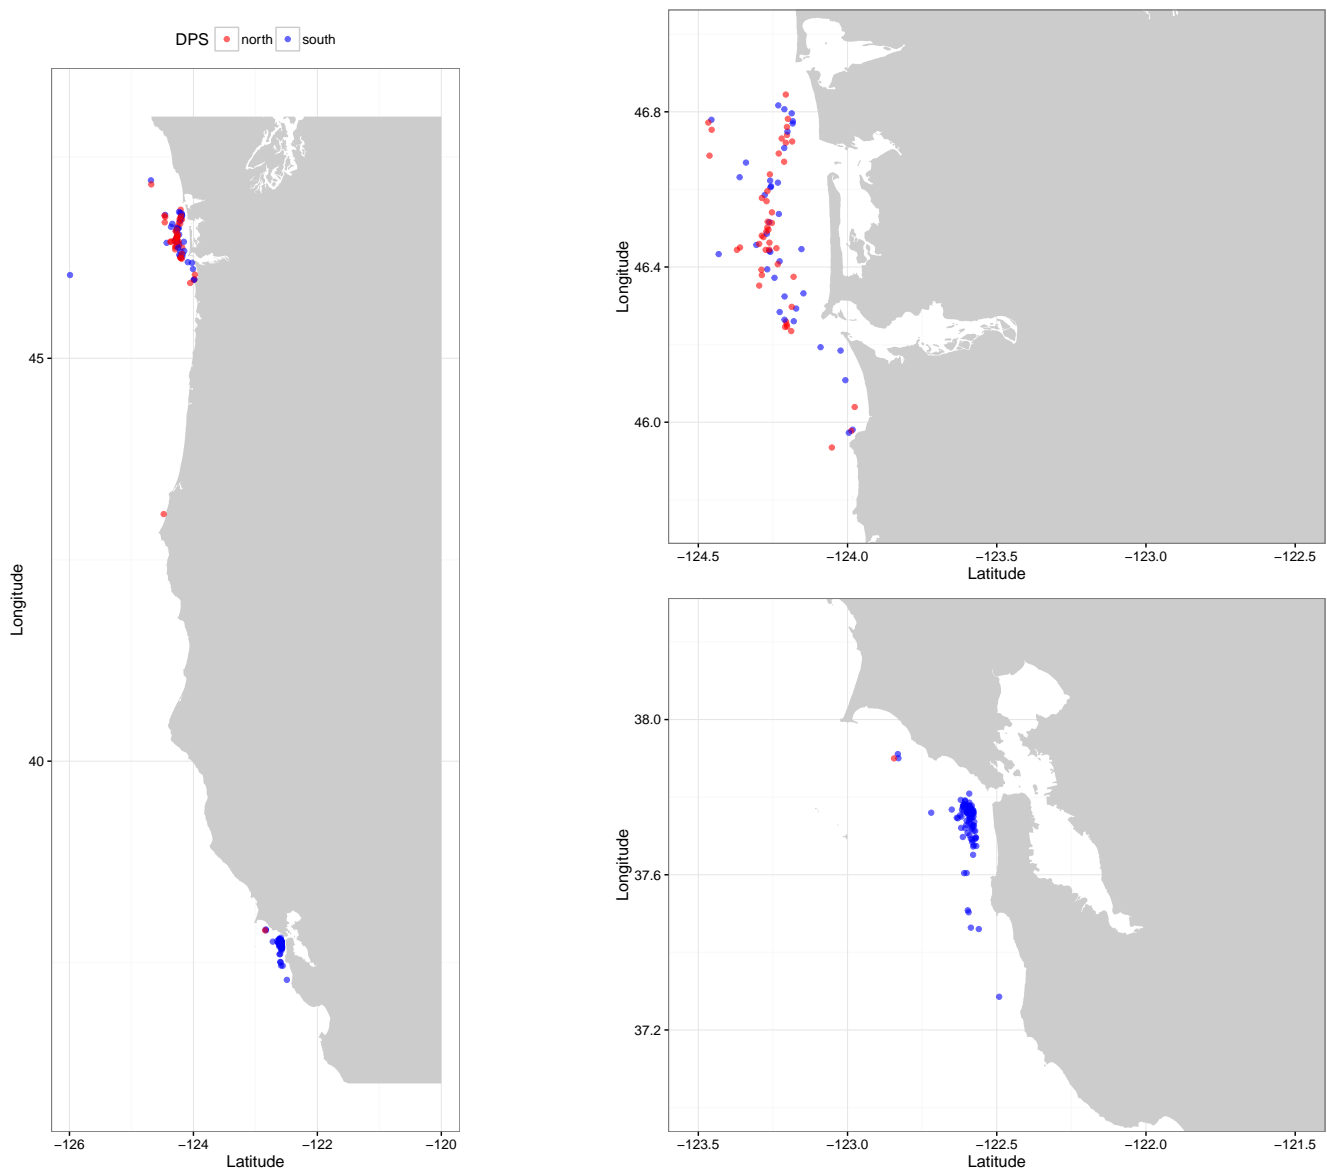 DPS north south
45
40
Longitude
−126 −124 −122 −120
Latitude
46.8
46.4
46.0
Longitude
−124.5 −124.0 −123.5 −123.0 −122.5
Latitude
38.0
37.6
37.2
Longitude
−123.5 −123.0 −122.5 −122.0 −121.5
Latitude